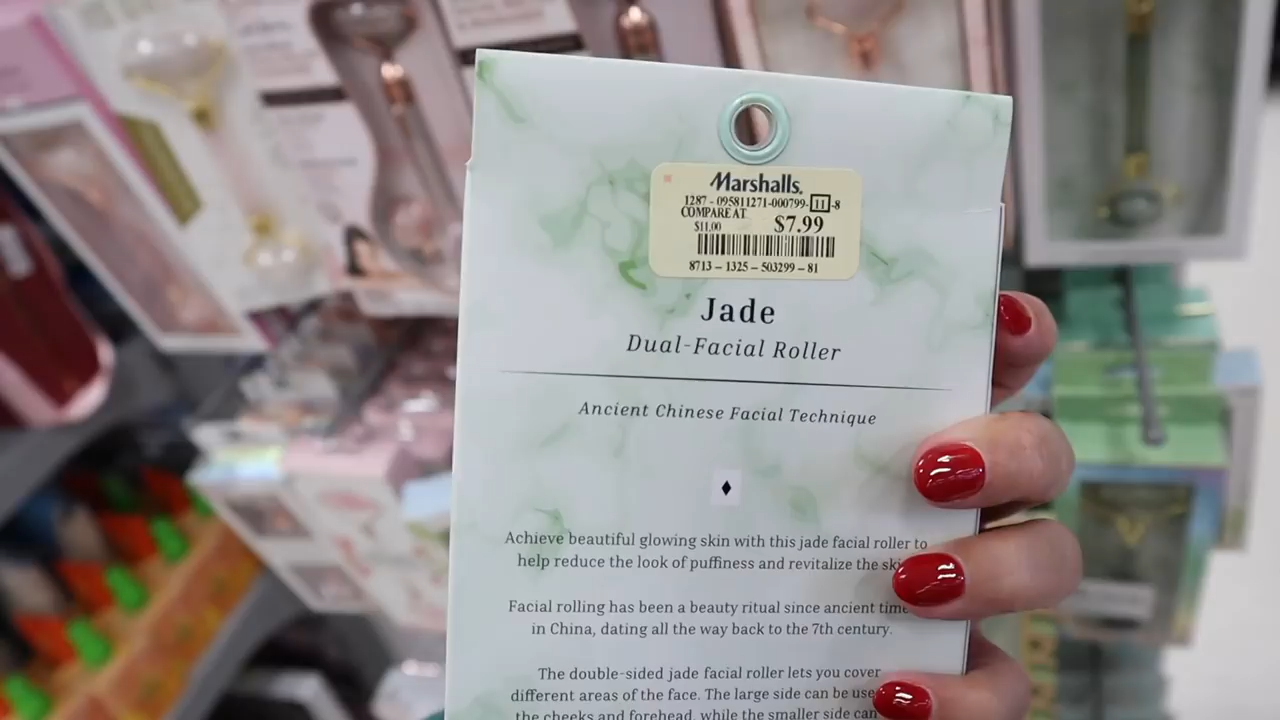 Marshalls.
1287 - 095811271-000799- 11 -8
COMPARE AT
$11.00
$7.99
8713 - 1325 - 503299 - 81
Jade
Dual-Facial Roller
Ancient Chinese Facial Technique
Achieve beautiful glowing skin with this jade facial roller to
help reduce the look of puffiness and revitalize the
Facial rolling has been a beauty ritual since ancient
in China, dating all the way back to the 7th century.
The double-sided jade facial roller lets you cover
different areas of the face. The large side can be
the cheeks and forehead, while the smaller side can